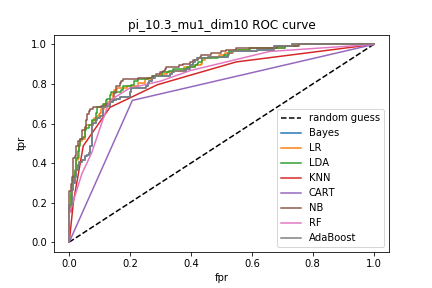 pi_10.3_mu1_dim10 ROC curve
tpr
1.0
0.8
0.6
0.4
0.2
0.0
random guess
Bayes
LR
LDA
KNN
CART
NB
RF
AdaBoost
0.0 0.2 0.4 0.6 0.8 1.0
fpr